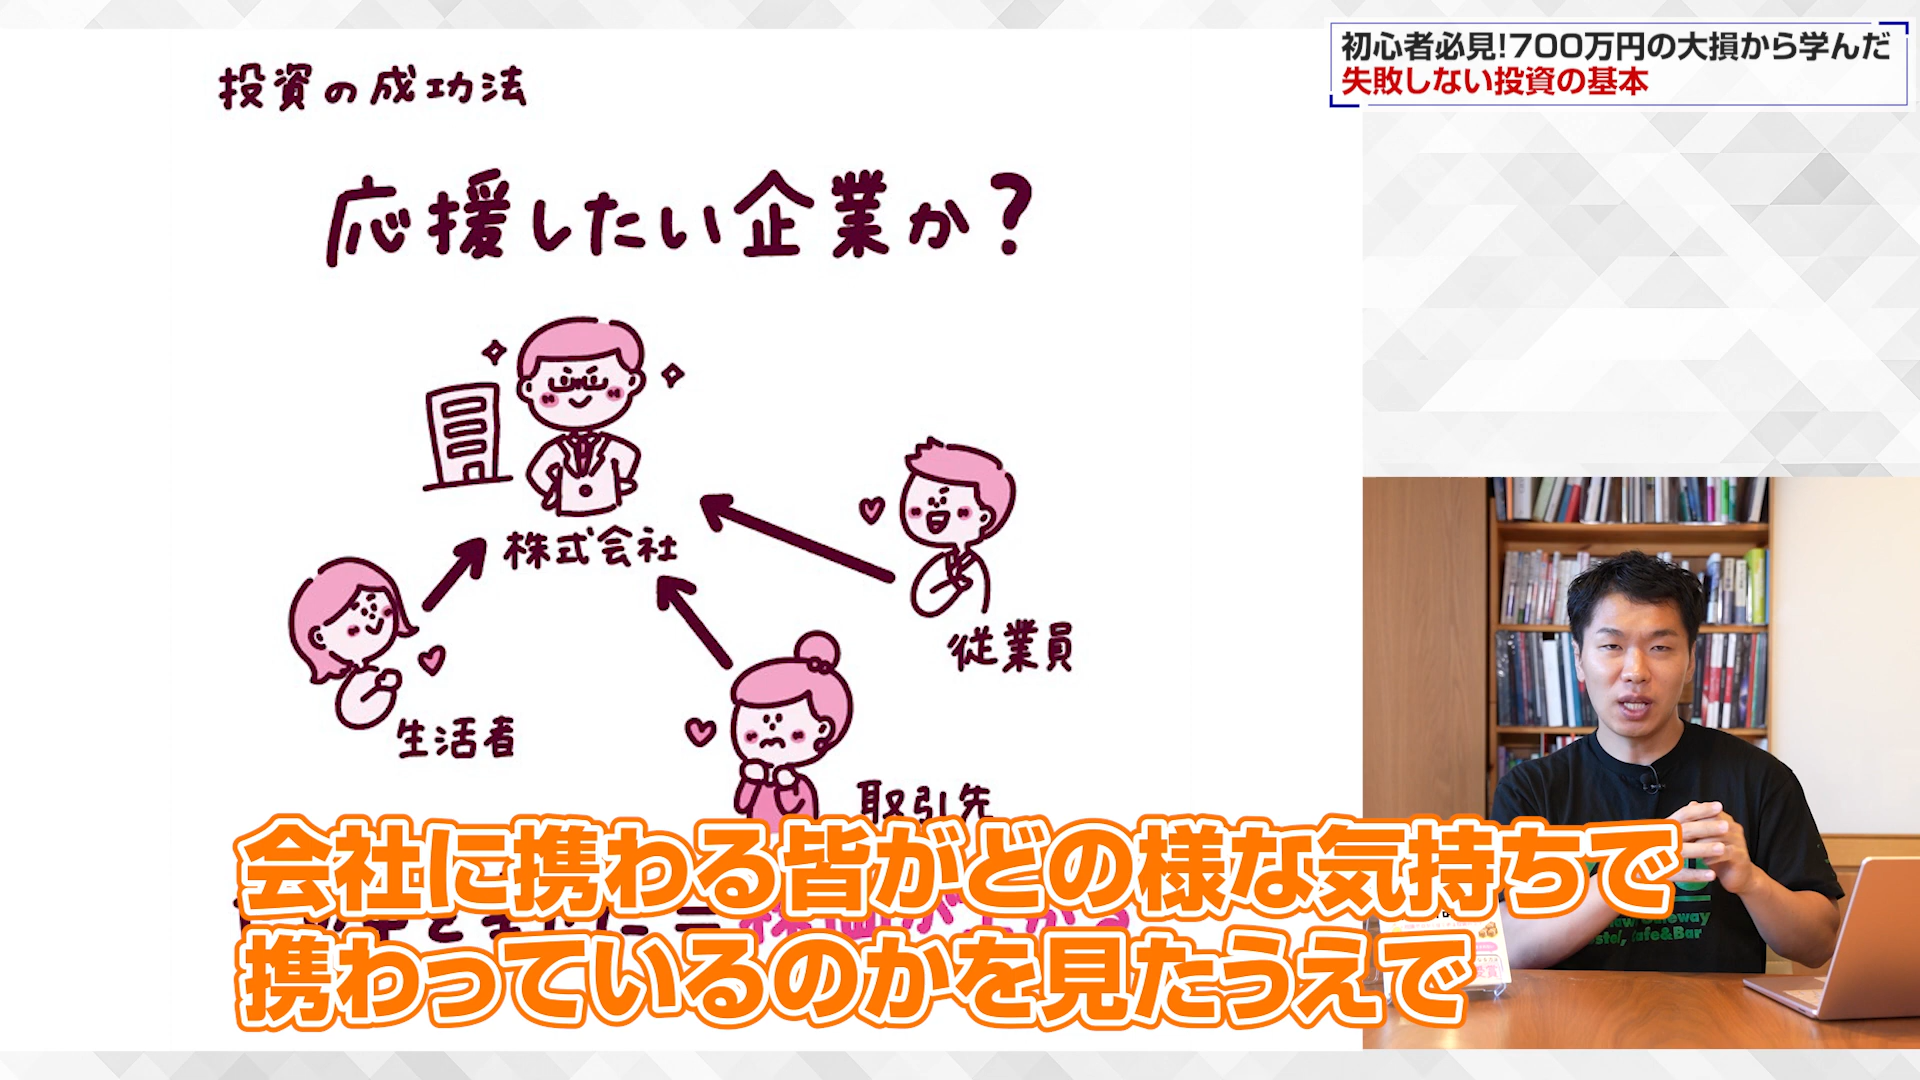 投資の成功法
初心者必見!700万円の大損から学んだ
失敗しない投資の基本
応援したい企業か?
株式会社
従業員
生活者
取引先
会社に携わる皆がどの様な気持ちで
携わっているのかを見たうえで